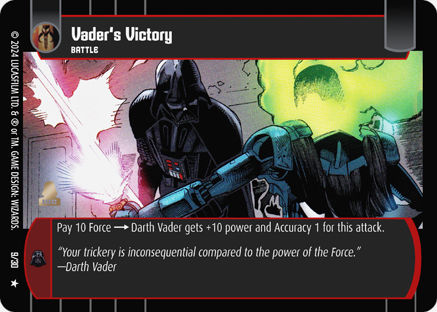 Vader's Victory
BATTLE
Pay 10 Force → Darth Vader gets +10 power and Accuracy 1 for this attack.
“Your trickery is inconsequential compared to the power of the Force.”
—Darth Vader
© 2024 LUCASFILM LTD. & ® or TM. GAME DESIGN, WIZARDS.
9/30 ★